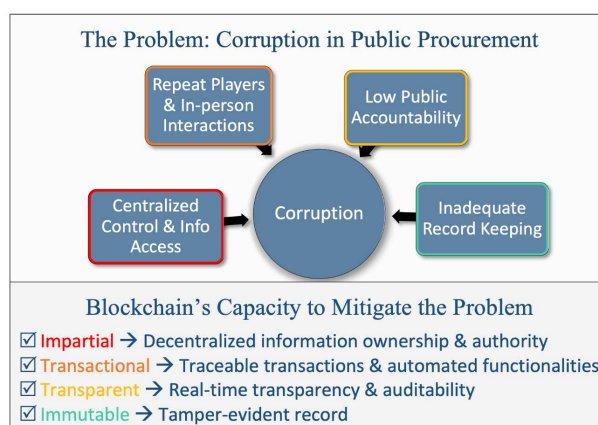 The Problem: Corruption in Public Procurement
Repeat Players
& In-person
Interactions
Low Public
Accountability
Centralized
Control & Info
Access
Corruption
Inadequate
Record Keeping
Blockchain's Capacity to Mitigate the Problem
☑ Impartial → Decentralized information ownership & authority
☑ Transactional → Traceable transactions & automated functionalities
☑ Transparent → Real-time transparency & auditability
☑ Immutable → Tamper-evident record